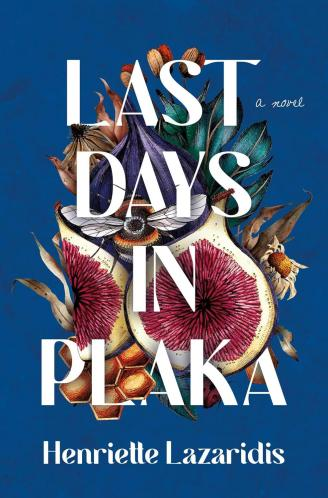 LAST
a novel
DAYS
IN
PLAKA
Henriette Lazaridis